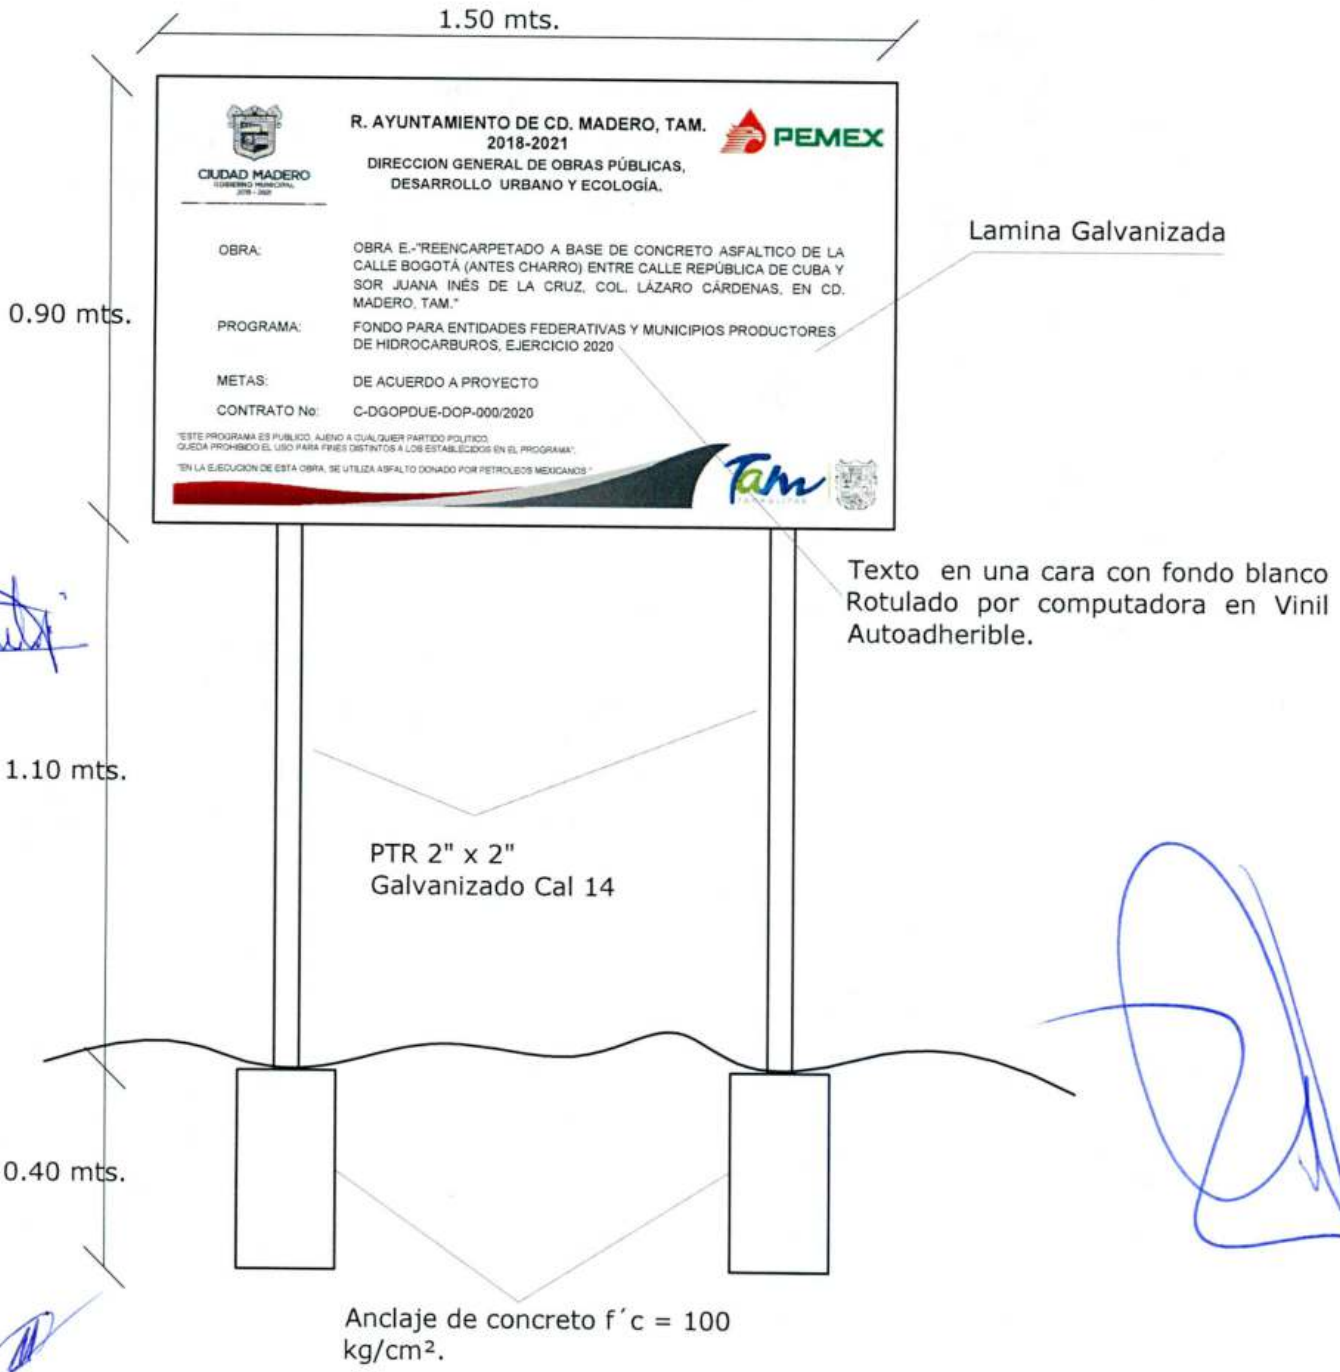 1.50 mts.
R. AYUNTAMIENTO DE CD. MADERO, TAM.
2018-2021
DIRECCION GENERAL DE OBRAS PÚBLICAS,
DESARROLLO URBANO Y ECOLOGÍA.
CIUDAD MADERO
GOBIERNO MUNICIPAL
2018 - 2021
PEMEX
OBRA: OBRA E.-"REENCARPETADO A BASE DE CONCRETO ASFALTICO DE LA
CALLE BOGOTÁ (ANTES CHARRO) ENTRE CALLE REPÚBLICA DE CUBA Y
SOR JUANA INÉS DE LA CRUZ, COL. LÁZARO CÁRDENAS, EN CD.
MADERO, TAM."
PROGRAMA: FONDO PARA ENTIDADES FEDERATIVAS Y MUNICIPIOS PRODUCTORES
DE HIDROCARBUROS, EJERCICIO 2020
METAS: DE ACUERDO A PROYECTO
CONTRATO No: C-DGOPDUE-DOP-000/2020
"ESTE PROGRAMA ES PUBLICO, AJENO A CUALQUIER PARTIDO POLITICO.
QUEDA PROHIBIDO EL USO PARA FINES DISTINTOS A LOS ESTABLECIDOS EN EL PROGRAMA".
"EN LA EJECUCION DE ESTA OBRA, SE UTILIZA ASFALTO DONADO POR PETROLEOS MEXICANOS"
Tam
TAMAULIPAS
Lamina Galvanizada
0.90 mts.
Texto en una cara con fondo blanco
Rotulado por computadora en Vinil
Autoadherible.
1.10 mts.
PTR 2" x 2"
Galvanizado Cal 14
0.40 mts.
Anclaje de concreto f´c = 100
kg/cm².